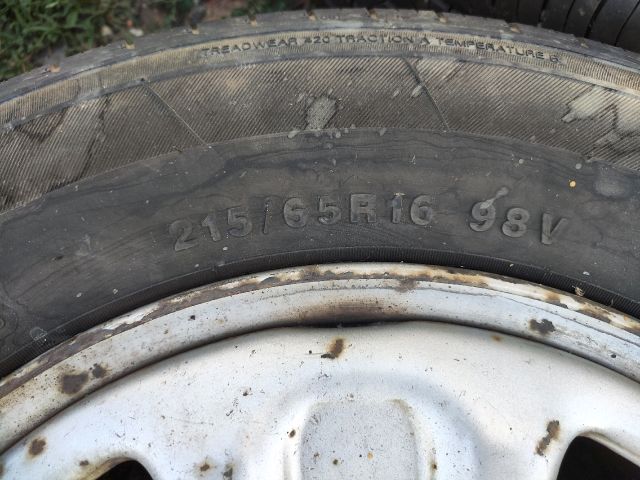 TREADWEAR 420 TRACTION A TEMPERATURE
215/65R16 98V